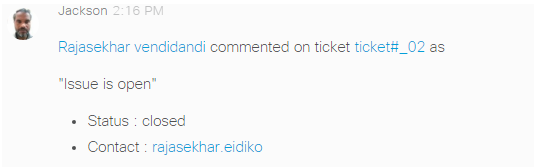 Jackson 2:16 PM
Rajasekhar vendidandi commented on ticket ticket#_02 as
"Issue is open"
• Status : closed
• Contact : rajasekhar.eidiko